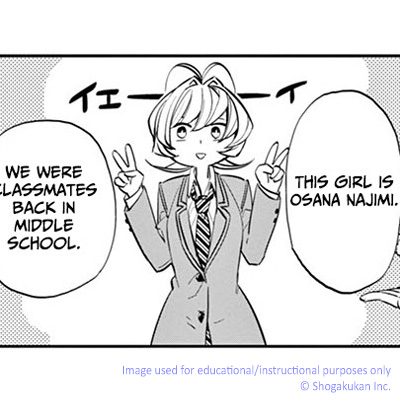 イエーーイ
THIS GIRL IS
OSANA NAJIMI.
WE WERE
CLASSMATES
BACK IN
MIDDLE
SCHOOL.
Image used for educational/instructional purposes only
© Shogakukan Inc.